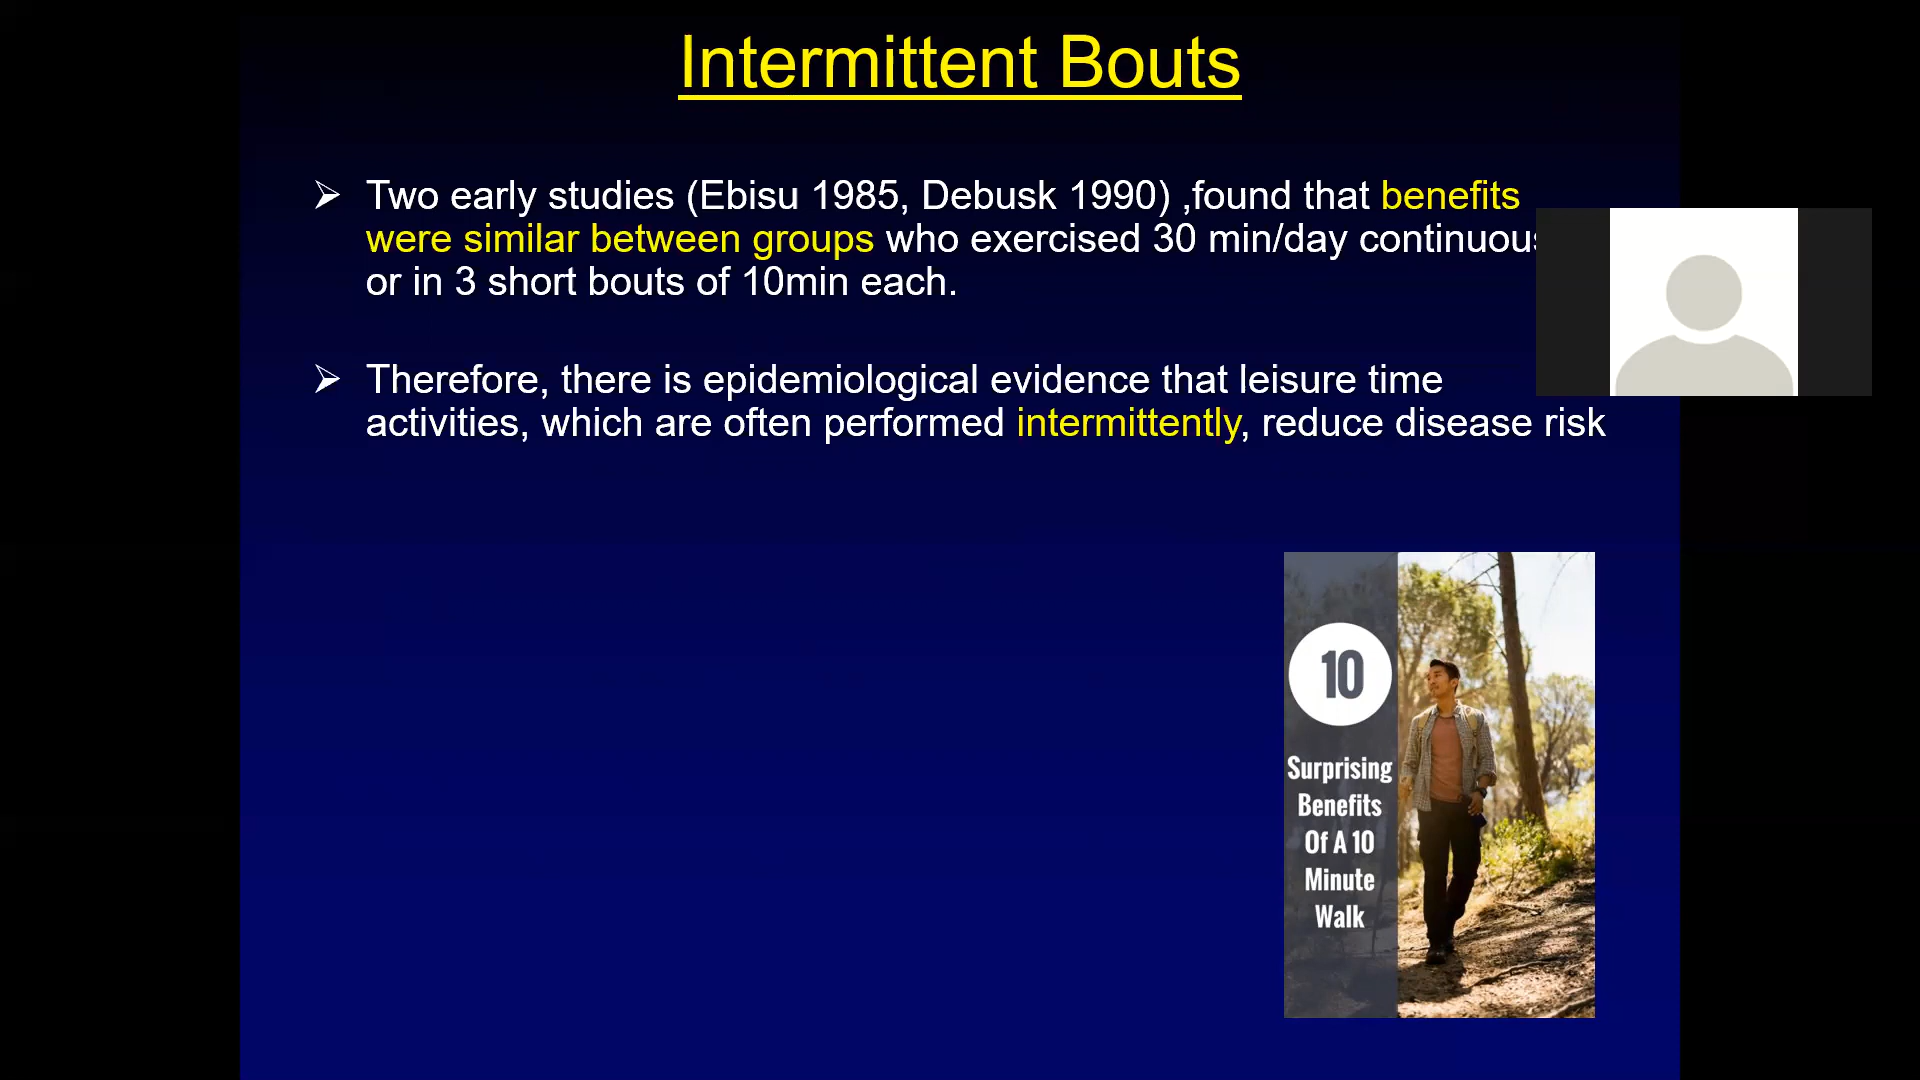 Intermittent Bouts
➢ Two early studies (Ebisu 1985, Debusk 1990) ,found that benefits
were similar between groups who exercised 30 min/day
or in 3 short bouts of 10min each.
➢ Therefore, there is epidemiological evidence that leisure time
activities, which are often performed intermittently, reduce disease risk
10
Surprising
Benefits
Of A 10
Minute
Walk